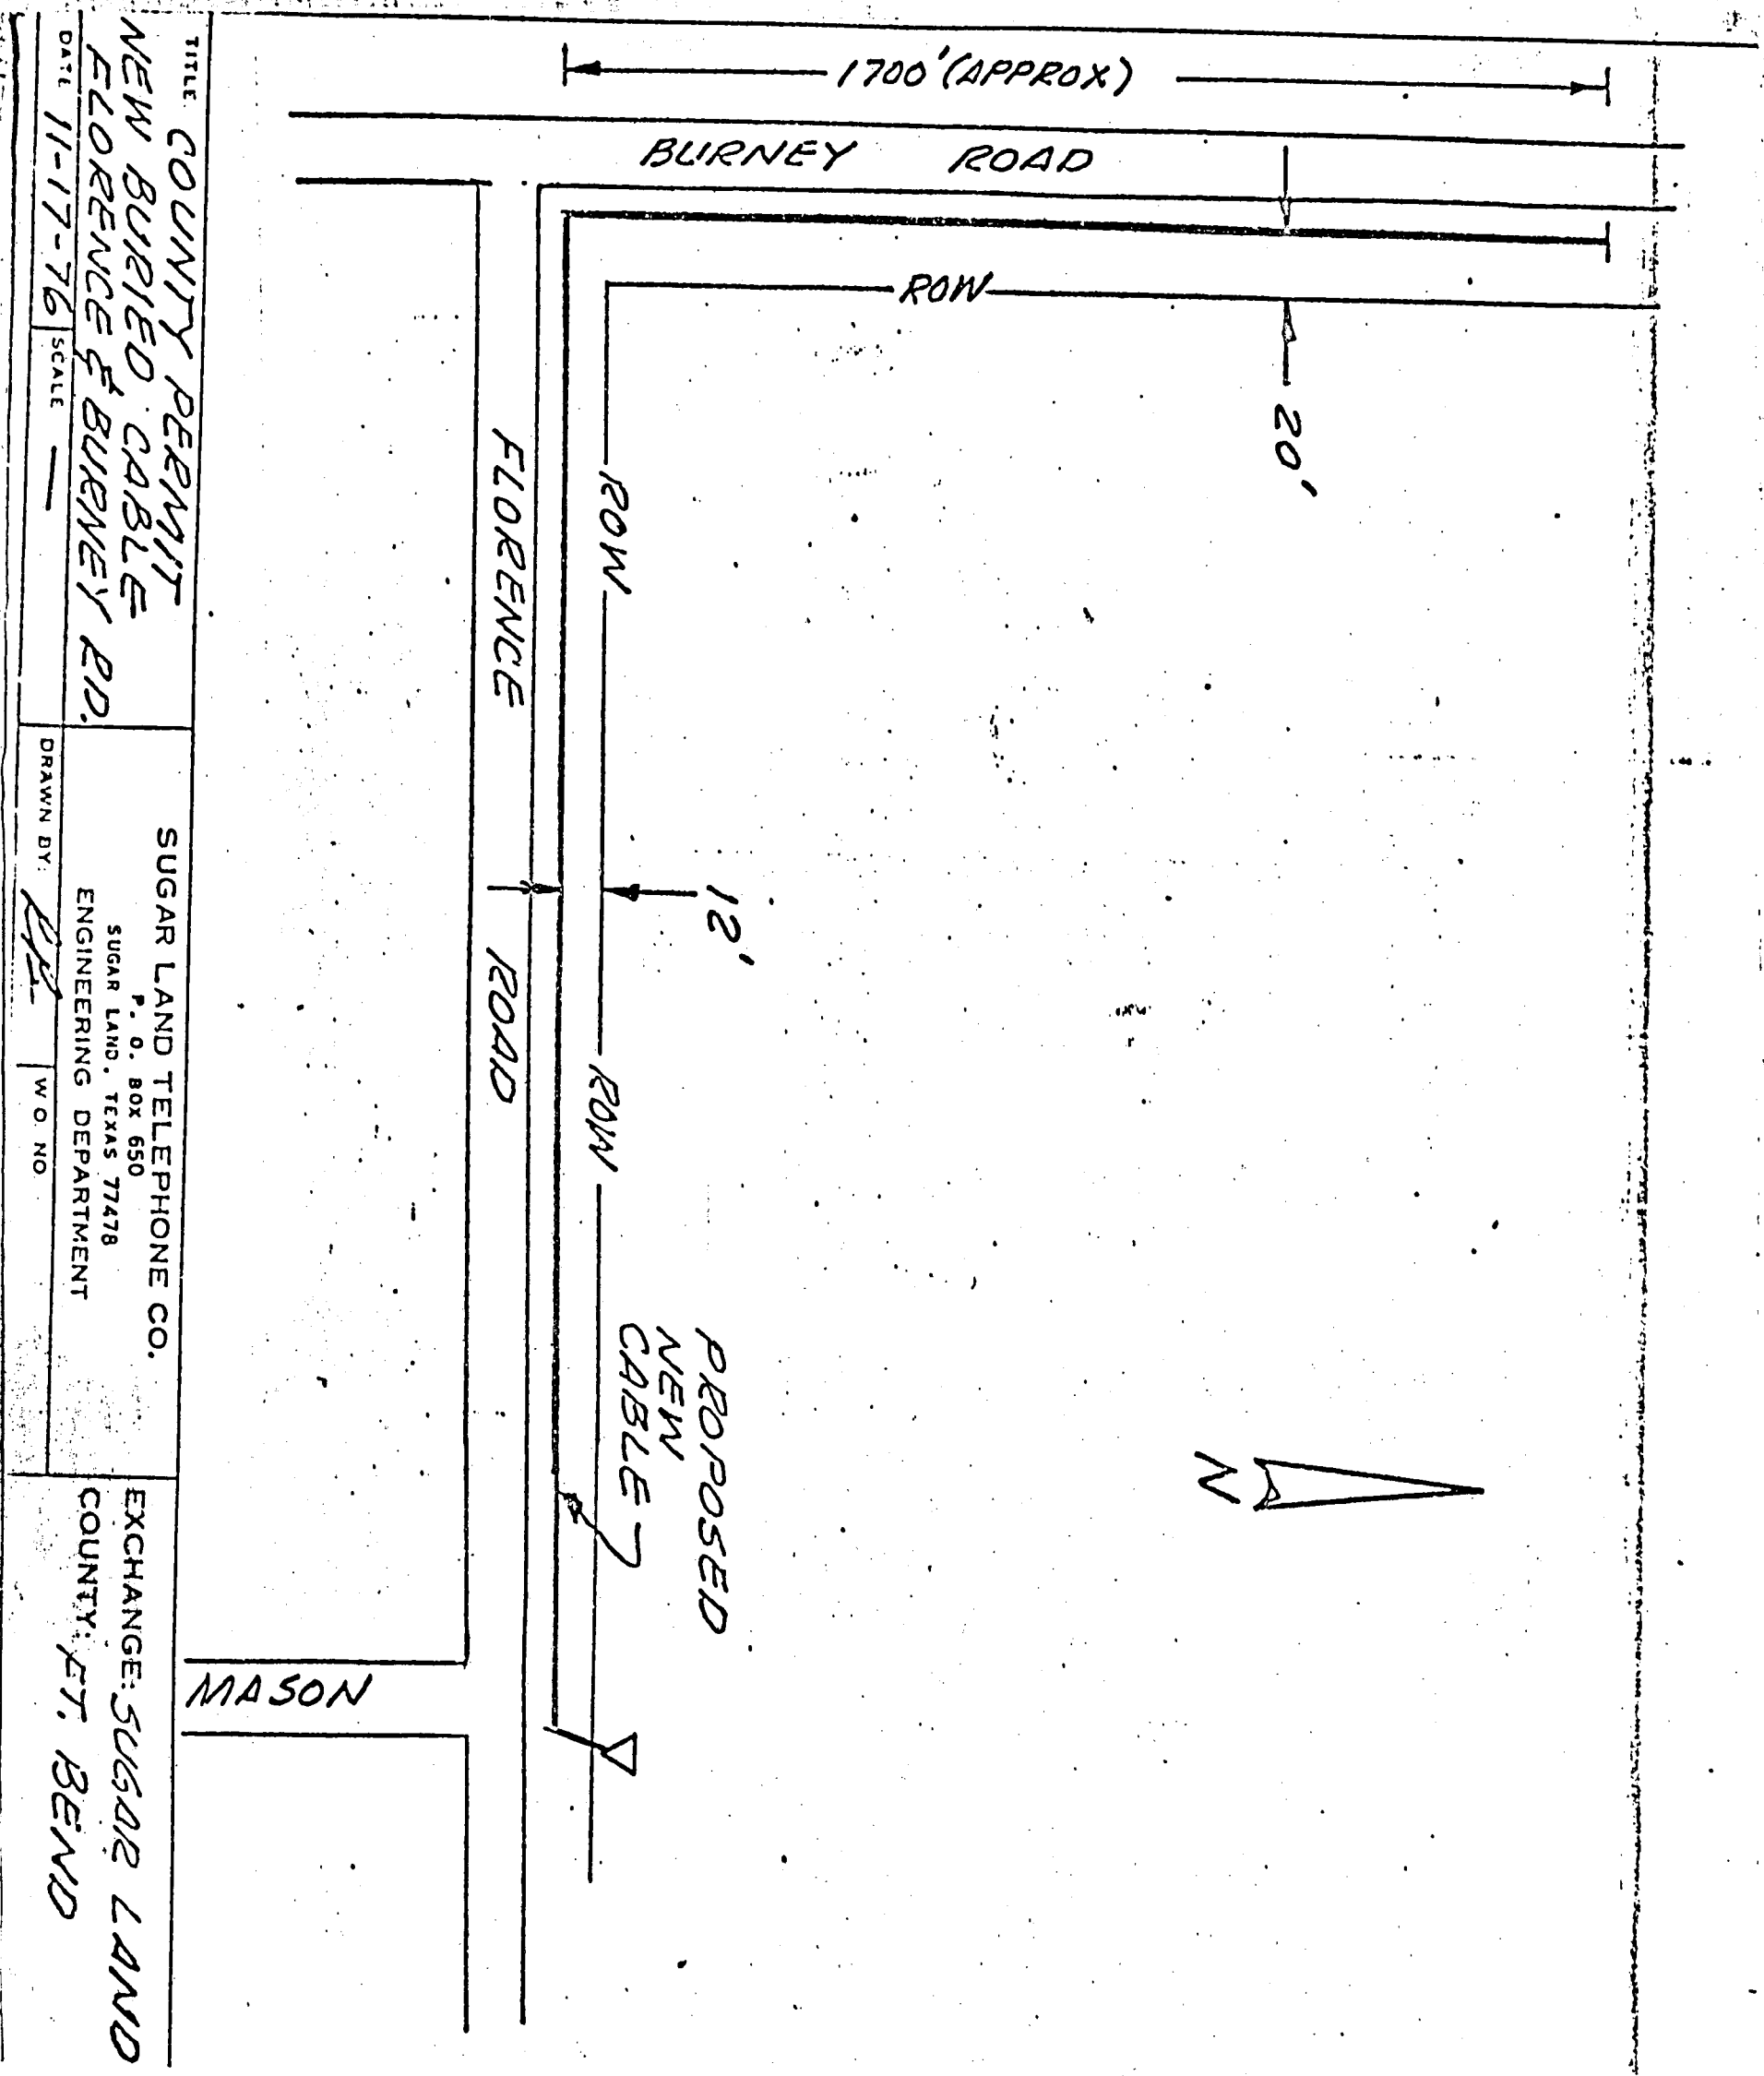 1700' (APPROX)
BURNEY ROAD
ROW
20'
ROW
FLORENCE ROAD
12'
ROW
PROPOSED
NEW
CABLE
N
MASON
TITLE COUNTY PERMIT
NEW BURIED CABLE
FLORENCE & BURNEY RD.
DATE 11-17-76 SCALE —
SUGAR LAND TELEPHONE CO.
P. O. BOX 650
SUGAR LAND, TEXAS 77478
ENGINEERING DEPARTMENT
DRAWN BY:
W O. NO.
EXCHANGE: SUGAR LAND
COUNTY: FT. BEND